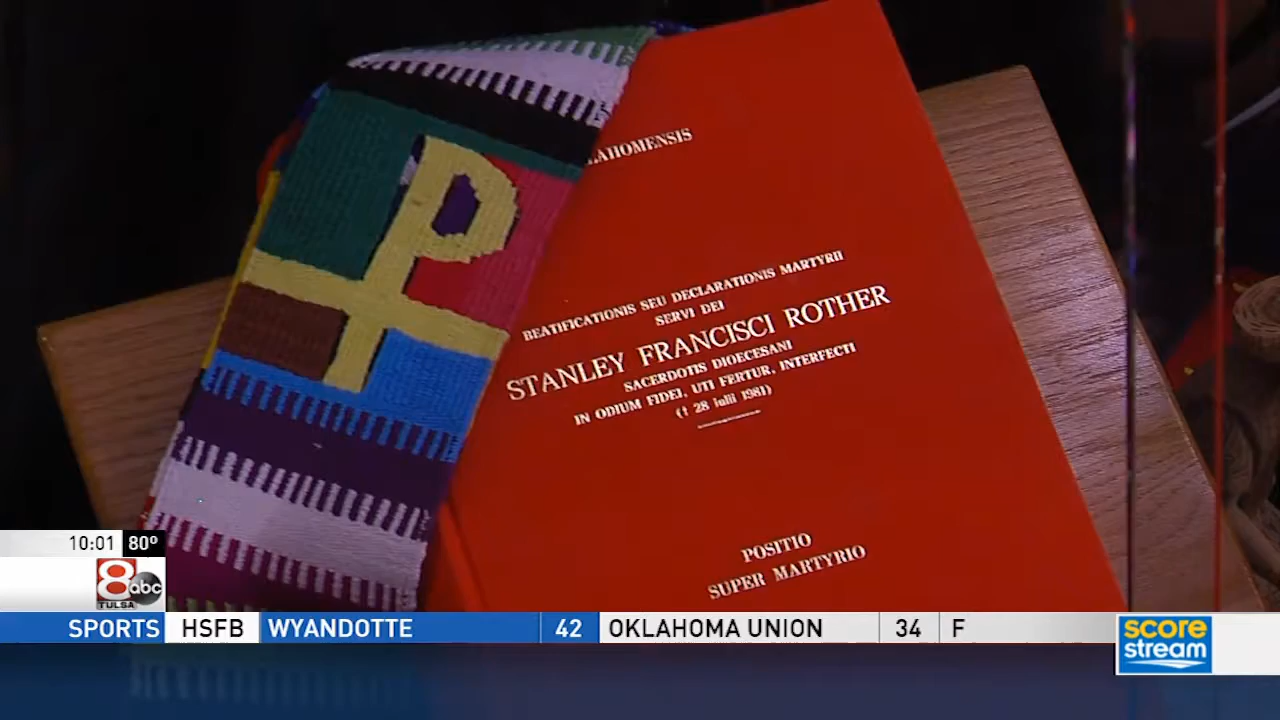 LAHOMENSIS
BEATIFICATIONIS SEU DECLARATIONIS MARTYRII
SERVI DEI
STANLEY FRANCISCI ROTHER
SACERDOTIS DIOECESANI
IN ODIUM FIDEI, UTI FERTUR, INTERFECTI
(† 28 iulii 1981)
POSITIO
SUPER MARTYRIO
10:01 80°
8 abc
TULSA
SPORTS HSFB WYANDOTTE 42 OKLAHOMA UNION 34 F
score
stream